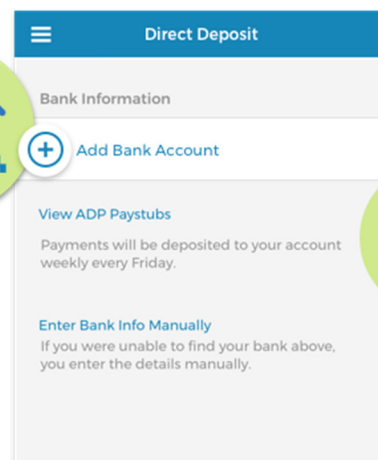 Direct Deposit
Bank Information
Add Bank Account
View ADP Paystubs
Payments will be deposited to your account
weekly every Friday.
Enter Bank Info Manually
If you were unable to find your bank above,
you enter the details manually.